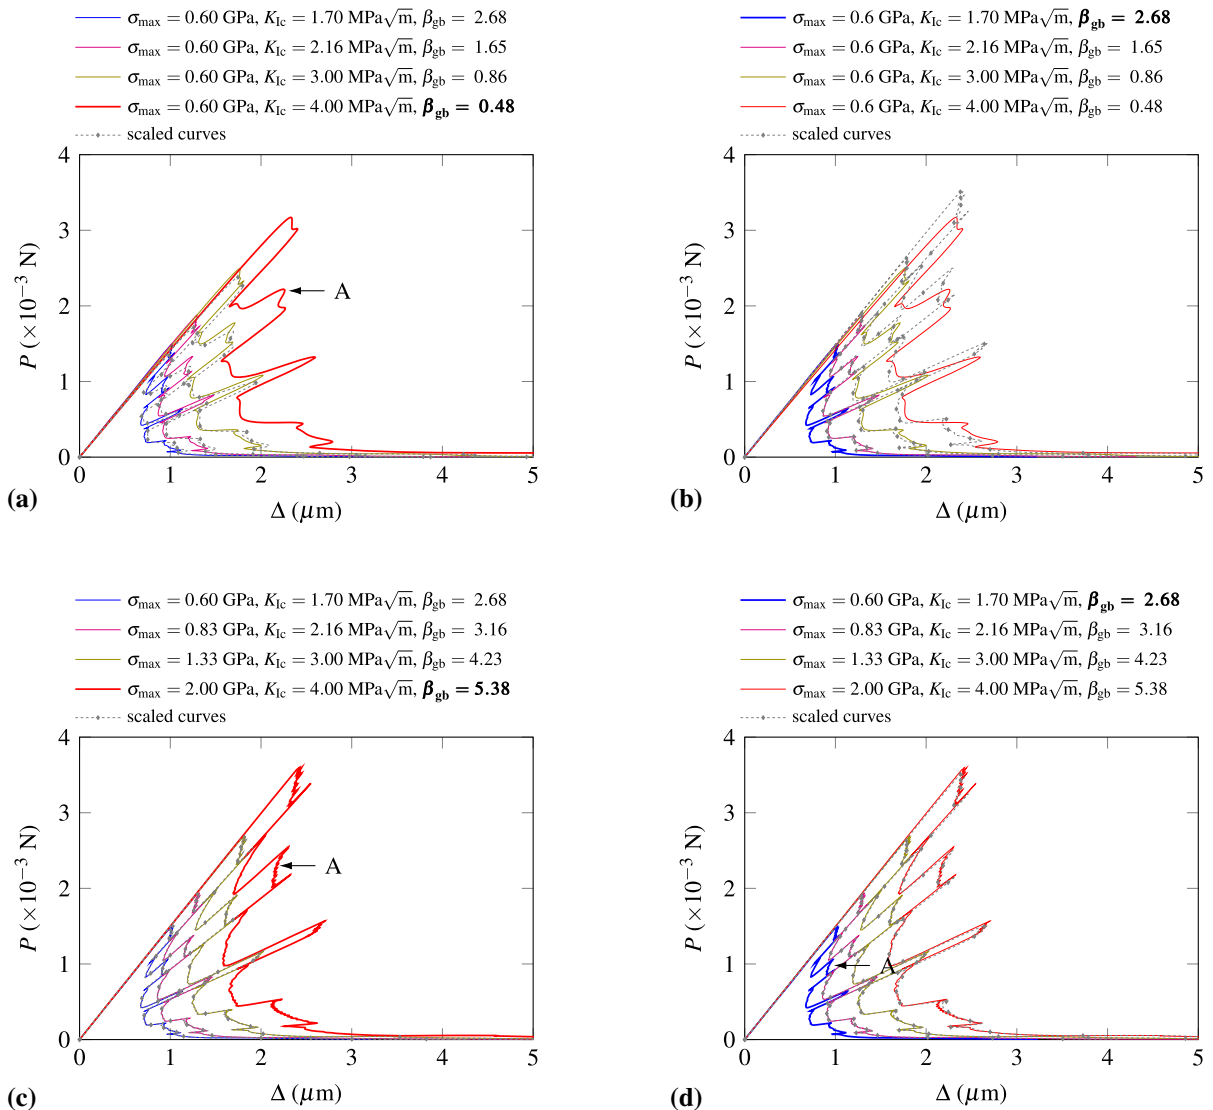 σmax = 0.60 GPa, KIc = 1.70 MPa√m, βgb = 2.68
σmax = 0.60 GPa, KIc = 2.16 MPa√m, βgb = 1.65
σmax = 0.60 GPa, KIc = 3.00 MPa√m, βgb = 0.86
σmax = 0.60 GPa, KIc = 4.00 MPa√m, βgb = 0.48
scaled curves
4
3
2
1
0
P (×10⁻³ N)
A
0 1 2 3 4 5
Δ (μm)
(a)
σmax = 0.6 GPa, KIc = 1.70 MPa√m, βgb = 2.68
σmax = 0.6 GPa, KIc = 2.16 MPa√m, βgb = 1.65
σmax = 0.6 GPa, KIc = 3.00 MPa√m, βgb = 0.86
σmax = 0.6 GPa, KIc = 4.00 MPa√m, βgb = 0.48
scaled curves
4
3
2
1
0
P (×10⁻³ N)
0 1 2 3 4 5
Δ (μm)
(b)
σmax = 0.60 GPa, KIc = 1.70 MPa√m, βgb = 2.68
σmax = 0.83 GPa, KIc = 2.16 MPa√m, βgb = 3.16
σmax = 1.33 GPa, KIc = 3.00 MPa√m, βgb = 4.23
σmax = 2.00 GPa, KIc = 4.00 MPa√m, βgb = 5.38
scaled curves
4
3
2
1
0
P (×10⁻³ N)
A
0 1 2 3 4 5
Δ (μm)
(c)
σmax = 0.60 GPa, KIc = 1.70 MPa√m, βgb = 2.68
σmax = 0.83 GPa, KIc = 2.16 MPa√m, βgb = 3.16
σmax = 1.33 GPa, KIc = 3.00 MPa√m, βgb = 4.23
σmax = 2.00 GPa, KIc = 4.00 MPa√m, βgb = 5.38
scaled curves
4
3
2
1
0
P (×10⁻³ N)
A
0 1 2 3 4 5
Δ (μm)
(d)